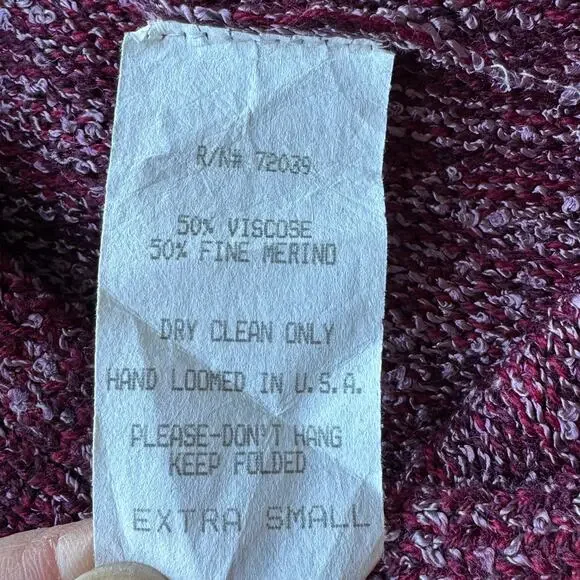 R/N# 72039
50% VISCOSE
50% FINE MERINO
DRY CLEAN ONLY
HAND LOOMED IN U.S.A.
PLEASE-DON'T HANG
KEEP FOLDED
EXTRA SMALL